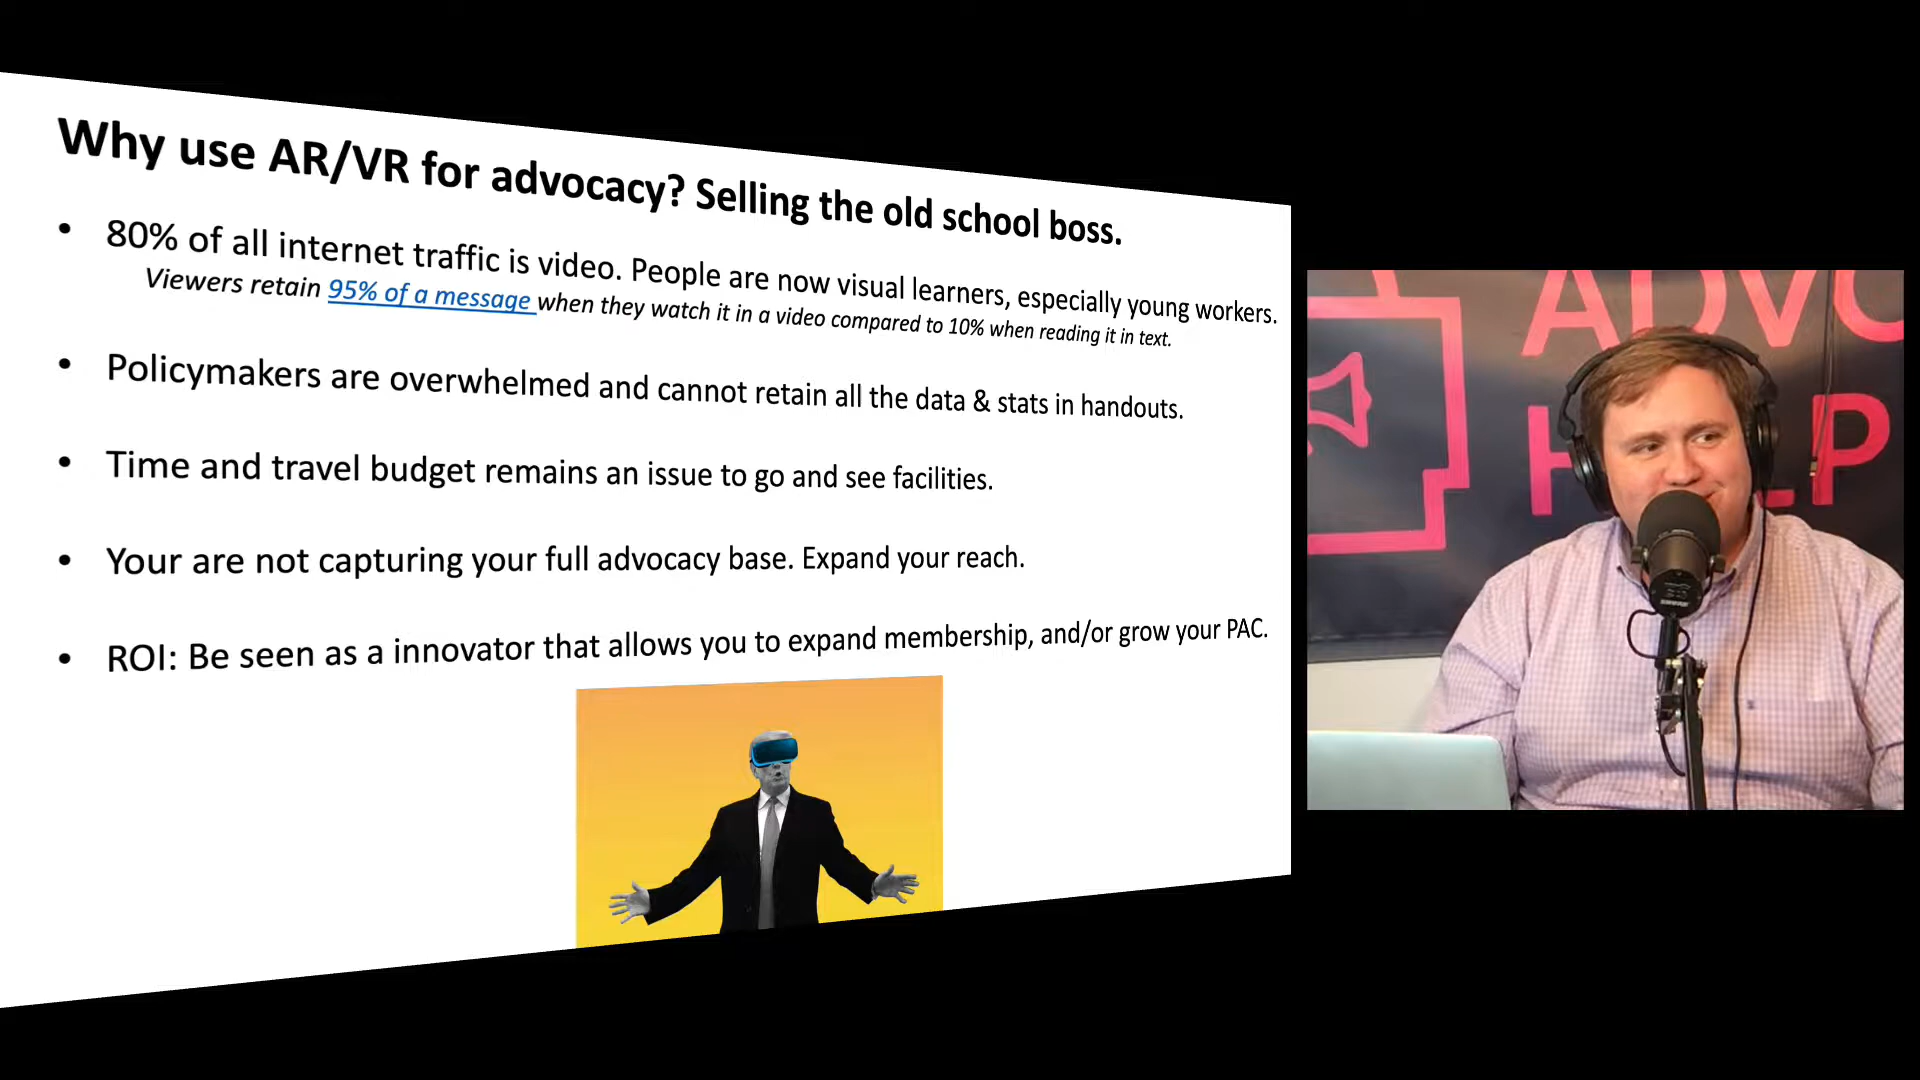 Why use AR/VR for advocacy? Selling the old school boss.
• 80% of all internet traffic is video. People are now visual learners, especially young workers.
Viewers retain 95% of a message when they watch it in a video compared to 10% when reading it in text.
• Policymakers are overwhelmed and cannot retain all the data & stats in handouts.
• Time and travel budget remains an issue to go and see facilities.
• Your are not capturing your full advocacy base. Expand your reach.
• ROI: Be seen as a innovator that allows you to expand membership, and/or grow your PAC.
ADVO